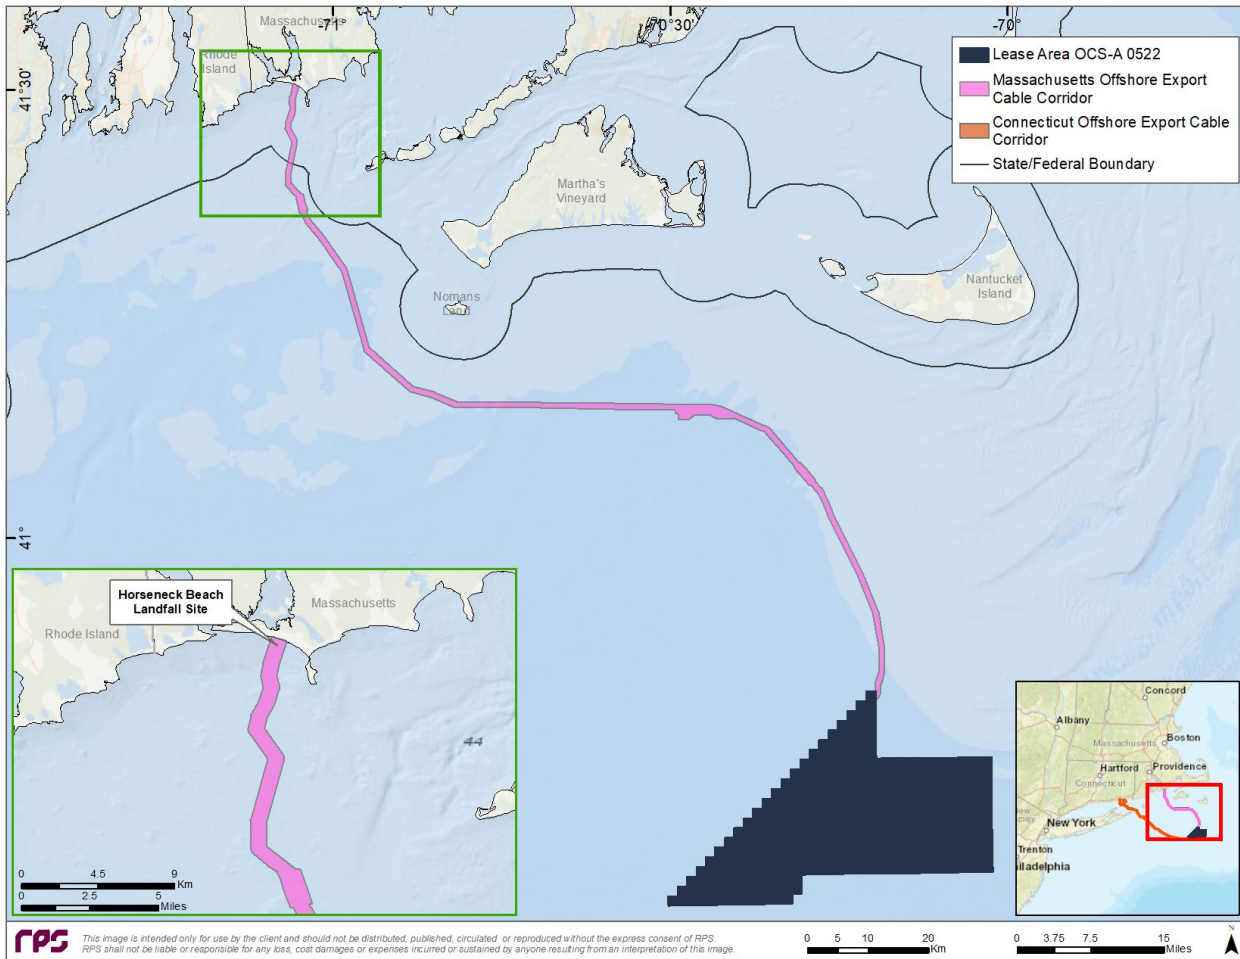 Massachusetts
-71°
-70°30'
-70°
41°30'
41°
Rhode
Island
Lease Area OCS-A 0522
Massachusetts Offshore Export
Cable Corridor
Connecticut Offshore Export Cable
Corridor
State/Federal Boundary
Martha's
Vineyard
Nantucket
Island
Nomans
Land
Horseneck Beach
Landfall Site
Massachusetts
Rhode Island
44
0 4.5 9
Km
0 2.5 5
Miles
Concord
Albany
Boston
Massachusetts
Hartford
Providence
Connecticut
New York
Trenton
iladelphia
rps
This image is intended only for use by the client and should not be distributed, published, circulated or reproduced without the express consent of RPS.
RPS shall not be liable or responsible for any loss, cost damages or expenses incurred or sustained by anyone resulting from an interpretation of this image.
0 5 10 20
Km
0 3.75 7.5 15
Miles
N